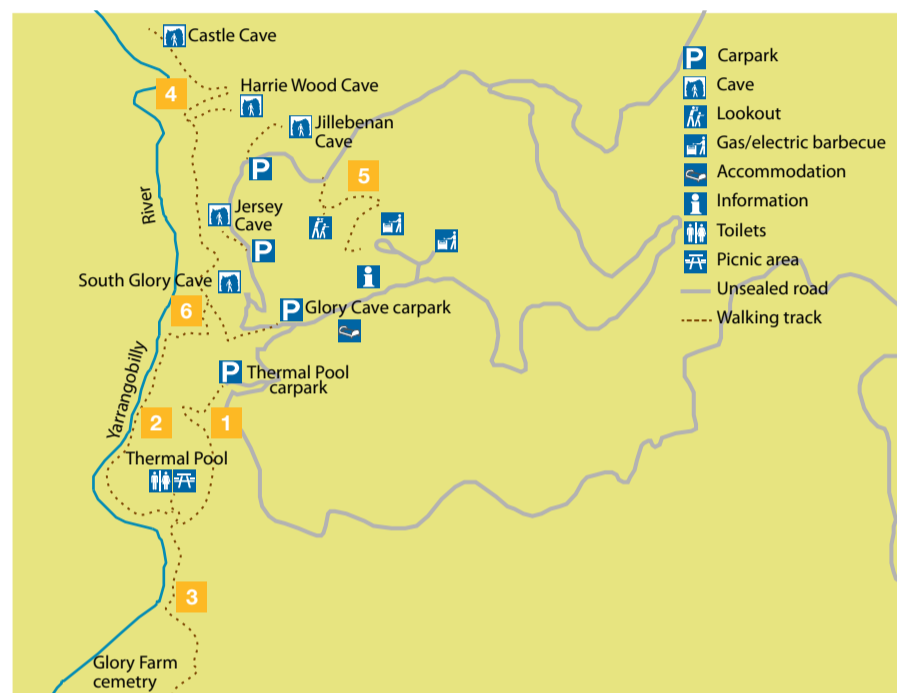 Castle Cave
4
Harrie Wood Cave
Jillebenan
Cave
P
5
River
Jersey
Cave
P
South Glory Cave
6
P
Glory Cave carpark
P
Thermal Pool
carpark
Yarrangobilly
2
1
Thermal Pool
3
Glory Farm
cemetry
P Carpark
Cave
Lookout
Gas/electric barbecue
Accommodation
i Information
Toilets
Picnic area
Unsealed road
Walking track
i